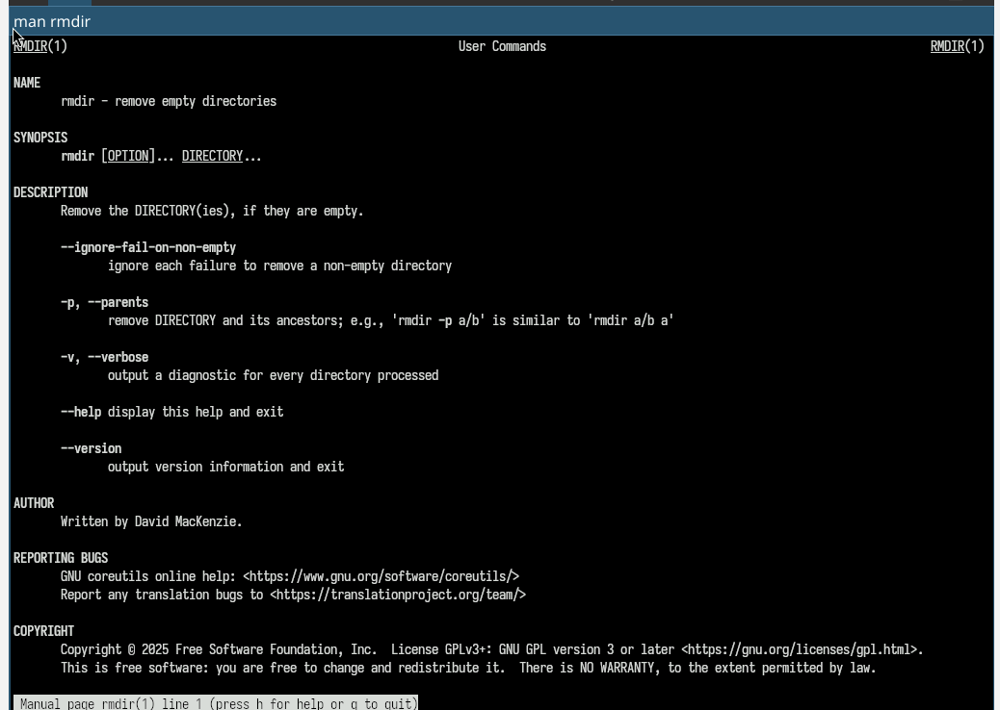 man rmdir
RMDIR(1) User Commands RMDIR(1)
NAME
rmdir - remove empty directories
SYNOPSIS
rmdir [OPTION]... DIRECTORY...
DESCRIPTION
Remove the DIRECTORY(ies), if they are empty.
--ignore-fail-on-non-empty
ignore each failure to remove a non-empty directory
-p, --parents
remove DIRECTORY and its ancestors; e.g., 'rmdir -p a/b' is similar to 'rmdir a/b a'
-v, --verbose
output a diagnostic for every directory processed
--help display this help and exit
--version
output version information and exit
AUTHOR
Written by David MacKenzie.
REPORTING BUGS
GNU coreutils online help: <https://www.gnu.org/software/coreutils/>
Report any translation bugs to <https://translationproject.org/team/>
COPYRIGHT
Copyright © 2025 Free Software Foundation, Inc. License GPLv3+: GNU GPL version 3 or later <https://gnu.org/licenses/gpl.html>.
This is free software: you are free to change and redistribute it. There is NO WARRANTY, to the extent permitted by law.
Manual page rmdir(1) line 1 (press h for help or q to quit)